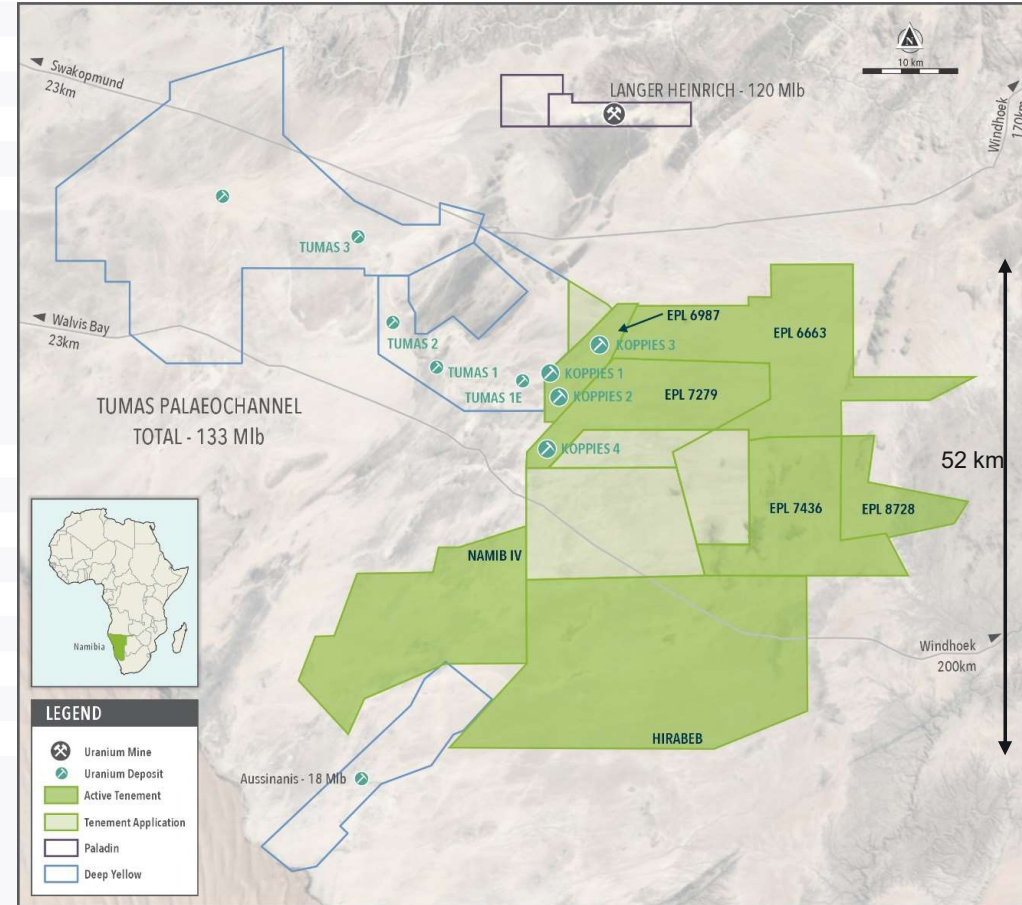 N
10 km
Swakopmund
23km
LANGER HEINRICH - 120 Mlb
Windhoek
170km
TUMAS 3
EPL 6987
EPL 6663
Walvis Bay
23km
TUMAS 2
KOPPIES 3
TUMAS 1
KOPPIES 1
TUMAS 1E
KOPPIES 2
EPL 7279
TUMAS PALAEOCHANNEL
TOTAL - 133 Mlb
KOPPIES 4
52 km
EPL 7436
EPL 8728
NAMIB IV
Namibia
Windhoek
200km
HIRABEB
Aussinanis - 18 Mlb
LEGEND
Uranium Mine
Uranium Deposit
Active Tenement
Tenement Application
Paladin
Deep Yellow